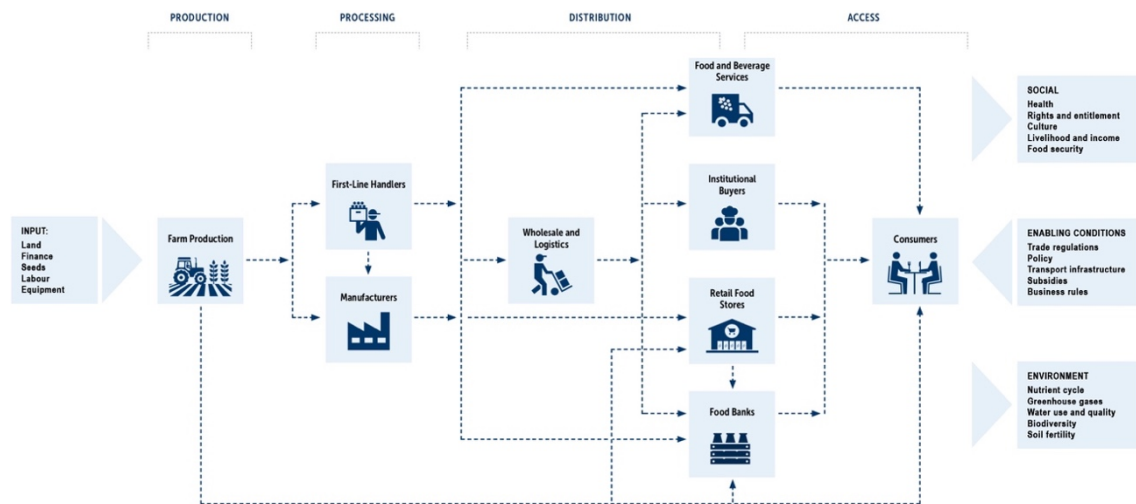 PRODUCTION
PROCESSING
DISTRIBUTION
ACCESS
INPUT:
Land
Finance
Seeds
Labour
Equipment
Farm Production
First-Line Handlers
Manufacturers
Wholesale and
Logistics
Food and Beverage
Services
Institutional
Buyers
Retail Food
Stores
Food Banks
Consumers
SOCIAL
Health
Rights and entitlement
Culture
Livelihood and income
Food security
ENABLING CONDITIONS
Trade regulations
Policy
Transport infrastructure
Subsidies
Business rules
ENVIRONMENT
Nutrient cycle
Greenhouse gases
Water use and quality
Biodiversity
Soil fertility